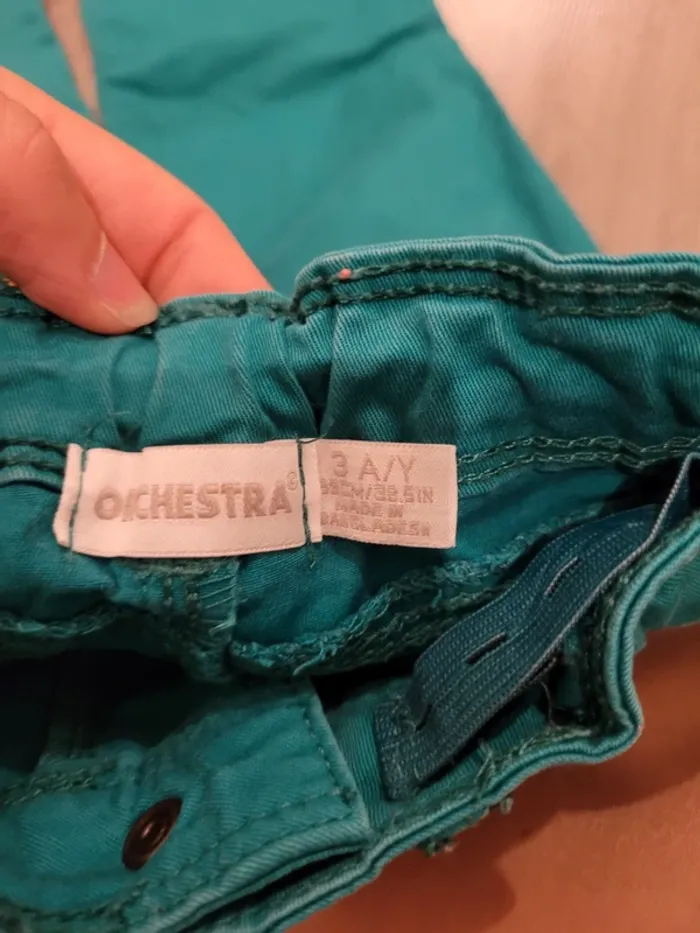 ORCHESTRA®
3 A/Y
98CM/38.5IN
MADE IN
BANGLADESH